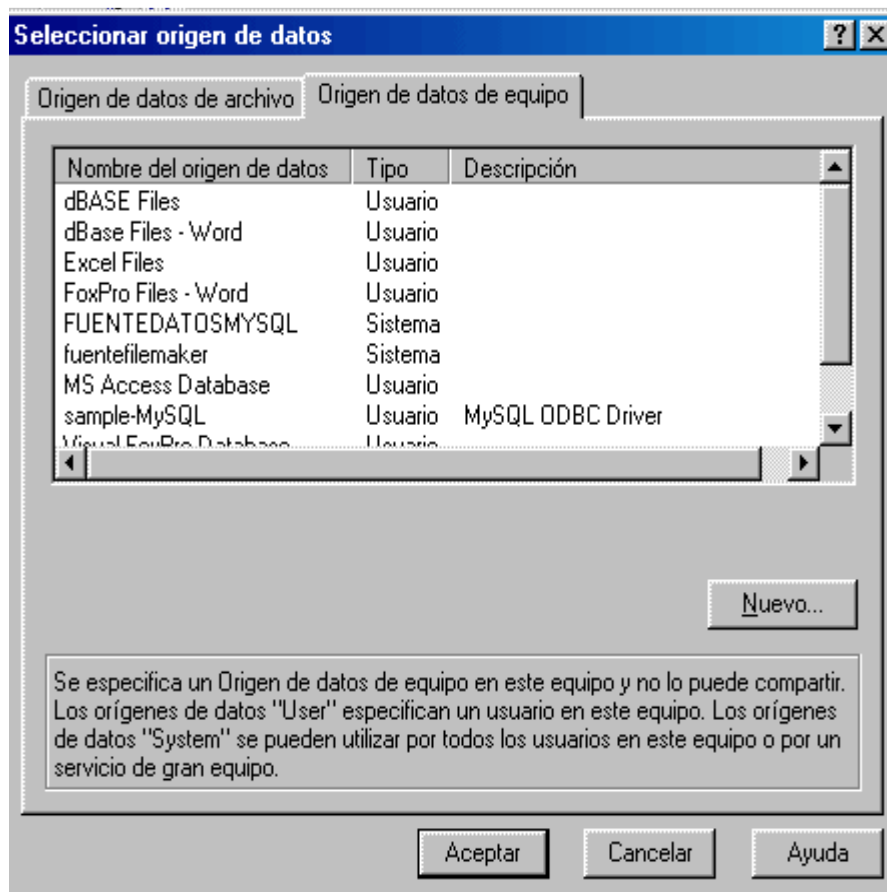 Seleccionar origen de datos
Origen de datos de archivo Origen de datos de equipo
Nombre del origen de datos Tipo Descripción
dBASE Files Usuario
dBase Files - Word Usuario
Excel Files Usuario
FoxPro Files - Word Usuario
FUENTEDATOSMYSQL Sistema
fuentefilemaker Sistema
MS Access Database Usuario
sample-MySQL Usuario MySQL ODBC Driver
Visual FoxPro Database Usuario
Nuevo...
Se especifica un Origen de datos de equipo en este equipo y no lo puede compartir.
Los orígenes de datos "User" especifican un usuario en este equipo. Los orígenes
de datos "System" se pueden utilizar por todos los usuarios en este equipo o por un
servicio de gran equipo.
Aceptar Cancelar Ayuda